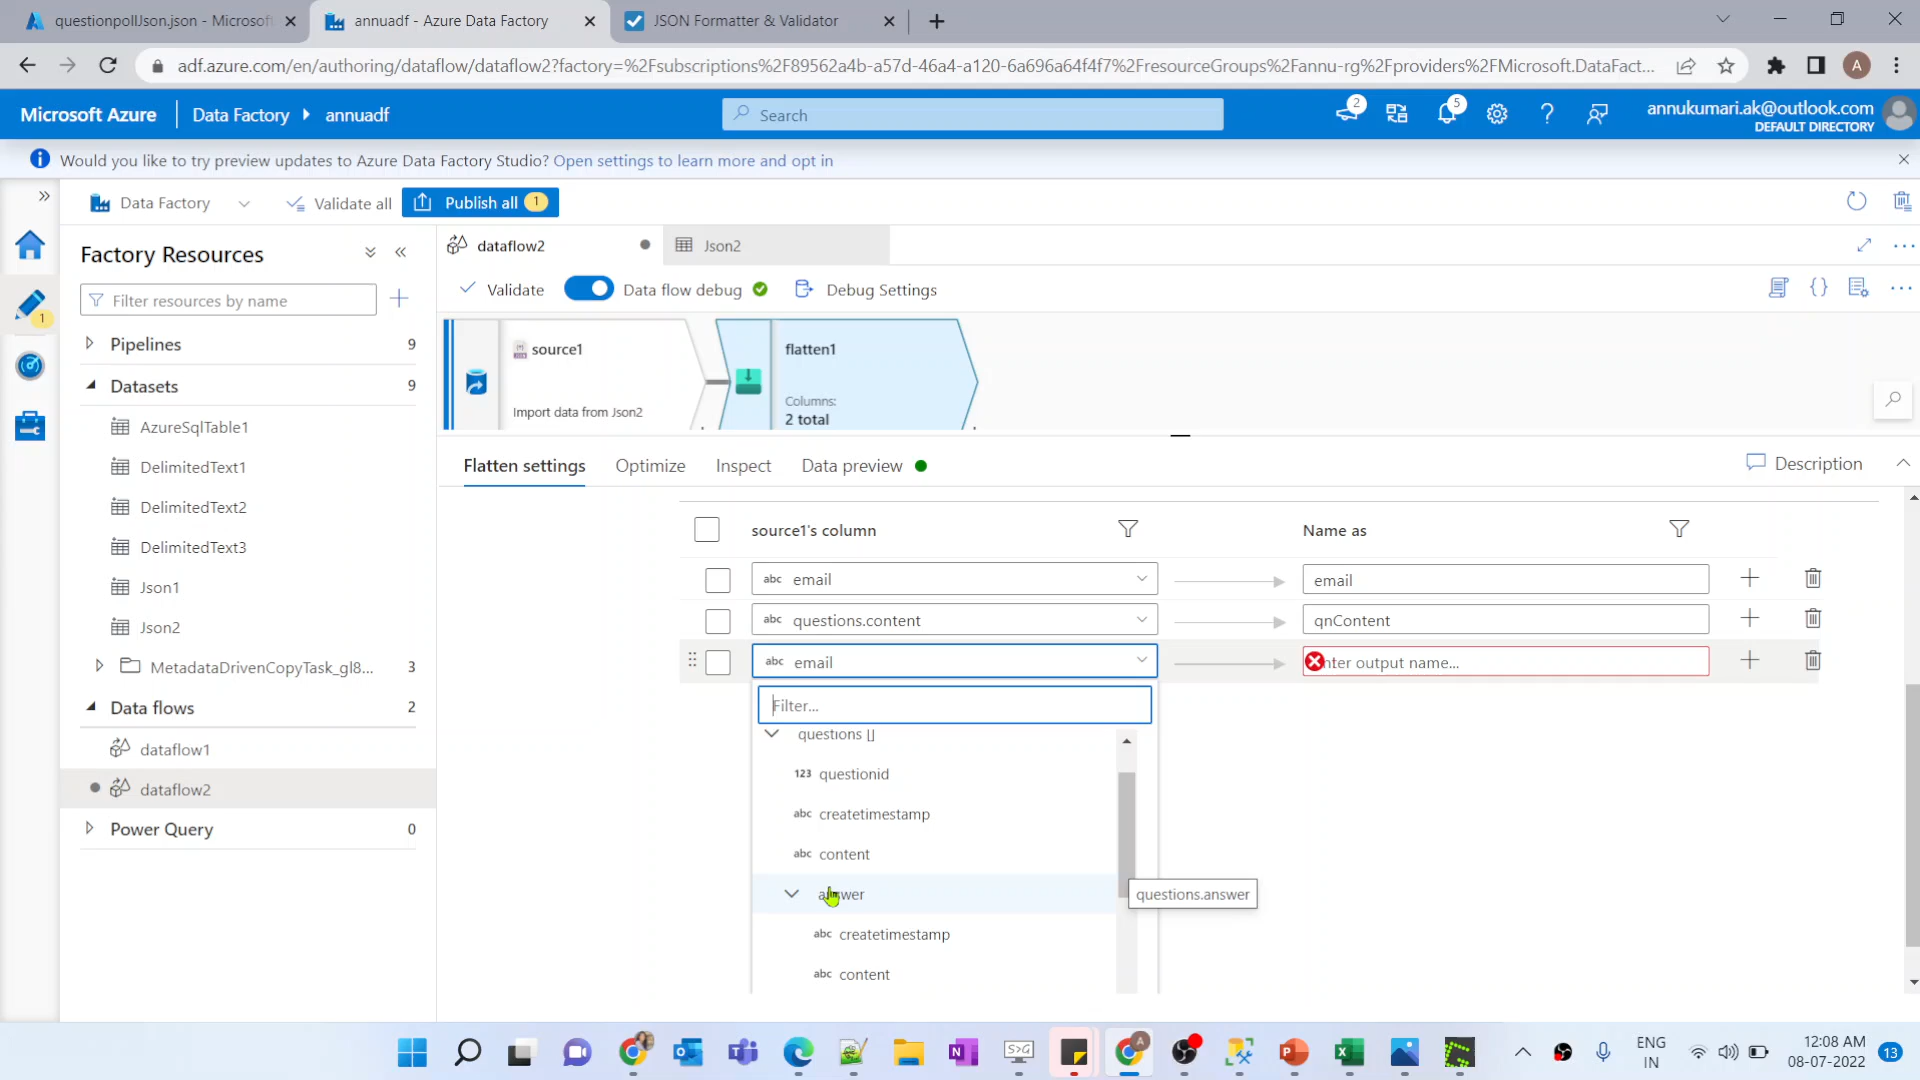 questionpollJson.json - Microsof
annuadf - Azure Data Factory
JSON Formatter & Validator
adf.azure.com/en/authoring/dataflow/dataflow2?factory=%2Fsubscriptions%2F89562a4b-a57d-46a4-a120-6a696a64f4f7%2FresourceGroups%2Fannu-rg%2Fproviders%2FMicrosoft.DataFact...
A
Microsoft Azure
Data Factory
annuadf
Search
2
5
annukumari.ak@outlook.com
DEFAULT DIRECTORY
Would you like to try preview updates to Azure Data Factory Studio? Open settings to learn more and opt in
Data Factory
Validate all
Publish all 1
Factory Resources
dataflow2
Json2
Filter resources by name
Validate
Data flow debug
Debug Settings
1
Pipelines 9
Datasets 9
AzureSqlTable1
DelimitedText1
DelimitedText2
DelimitedText3
Json1
Json2
MetadataDrivenCopyTask_gl8... 3
Data flows 2
dataflow1
dataflow2
Power Query 0
source1
Import data from Json2
flatten1
Columns:
2 total
Flatten settings
Optimize
Inspect
Data preview
Description
source1's column
Name as
abc email
email
abc questions.content
qnContent
abc email
nter output name...
Filter...
questions []
123 questionid
abc createtimestamp
abc content
answer
questions.answer
abc createtimestamp
abc content
ENG
IN
12:08 AM
08-07-2022
13